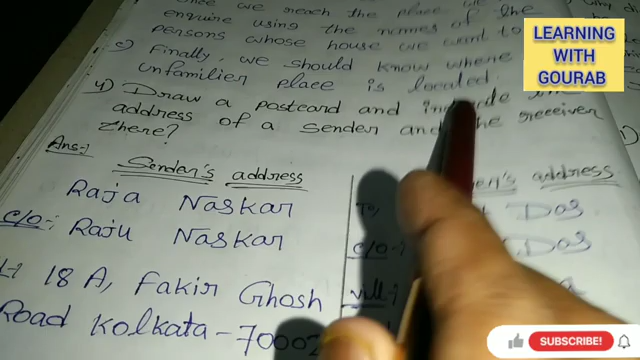 Once we reach the place we
enquire using the names of the
persons whose house we want to
c) Finally, we should know where
unfamilier place is located.
4) Draw a postcard and include the
address of a sender and the receiver
there?
Ans:-
Sender's address
Raja Naskar
C/O-: Raju Naskar
18 A, Fakir Ghosh
Road Kolkata - 7000
address
To,
Das
C/O-:
Das
Vill-:
LEARNING
WITH
GOURAB
SUBSCRIBE!